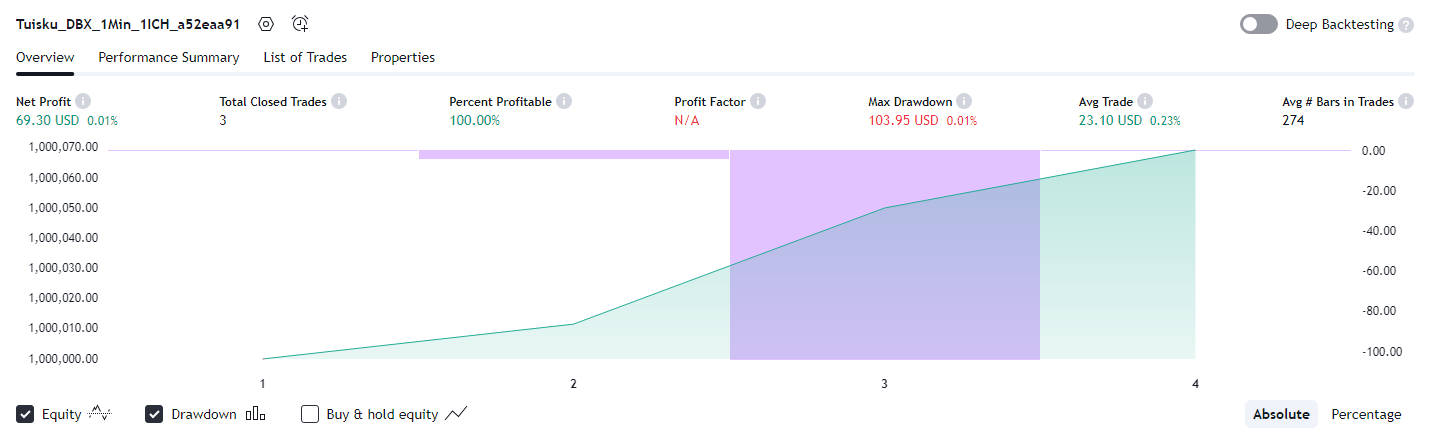 Tuisku_DBX_1Min_1ICH_a52eaa91
Deep Backtesting ?
Overview Performance Summary List of Trades Properties
Net Profit i Total Closed Trades i Percent Profitable i Profit Factor i Max Drawdown i Avg Trade i Avg # Bars in Trades i
69.30 USD 0.01% 3 100.00% N/A 103.95 USD 0.01% 23.10 USD 0.23% 274
1,000,070.00 0.00
1,000,060.00 -20.00
1,000,050.00
1,000,040.00 -40.00
1,000,030.00 -60.00
1,000,020.00
1,000,010.00 -80.00
1,000,000.00 -100.00
1 2 3 4
Equity Drawdown Buy & hold equity Absolute Percentage